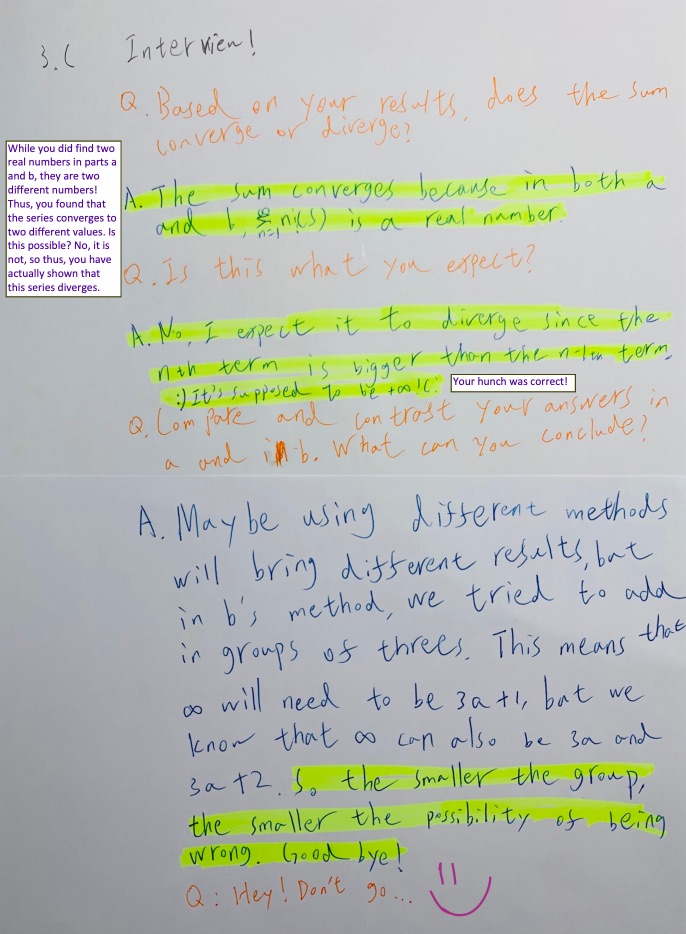 3.C Interview!
Q. Based on your results, does the sum
converge or diverge?
While you did find two
real numbers in parts a
and b, they are two
different numbers!
Thus, you found that
the series converges to
two different values. Is
this possible? No, it is
not, so thus, you have
actually shown that
this series diverges.
A. The sum converges because in both a
and b, ∞Σn=1 n(S) is a real number.
Q. Is this what you expect?
A. No, I expect it to diverge since the
nth term is bigger than the n-1th term.
:) It's supposed to be +∞!(:
Your hunch was correct!
Q. Compare and contrast your answers in
a and in b. What can you conclude?
A. Maybe using different methods
will bring different results, but
in b's method, we tried to add
in groups of threes. This means that
∞ will need to be 3a+1, but we
know that ∞ can also be 3a and
3a+2. So the smaller the group,
the smaller the possibility of being
wrong. Good bye!
Q: Hey! Don't go...